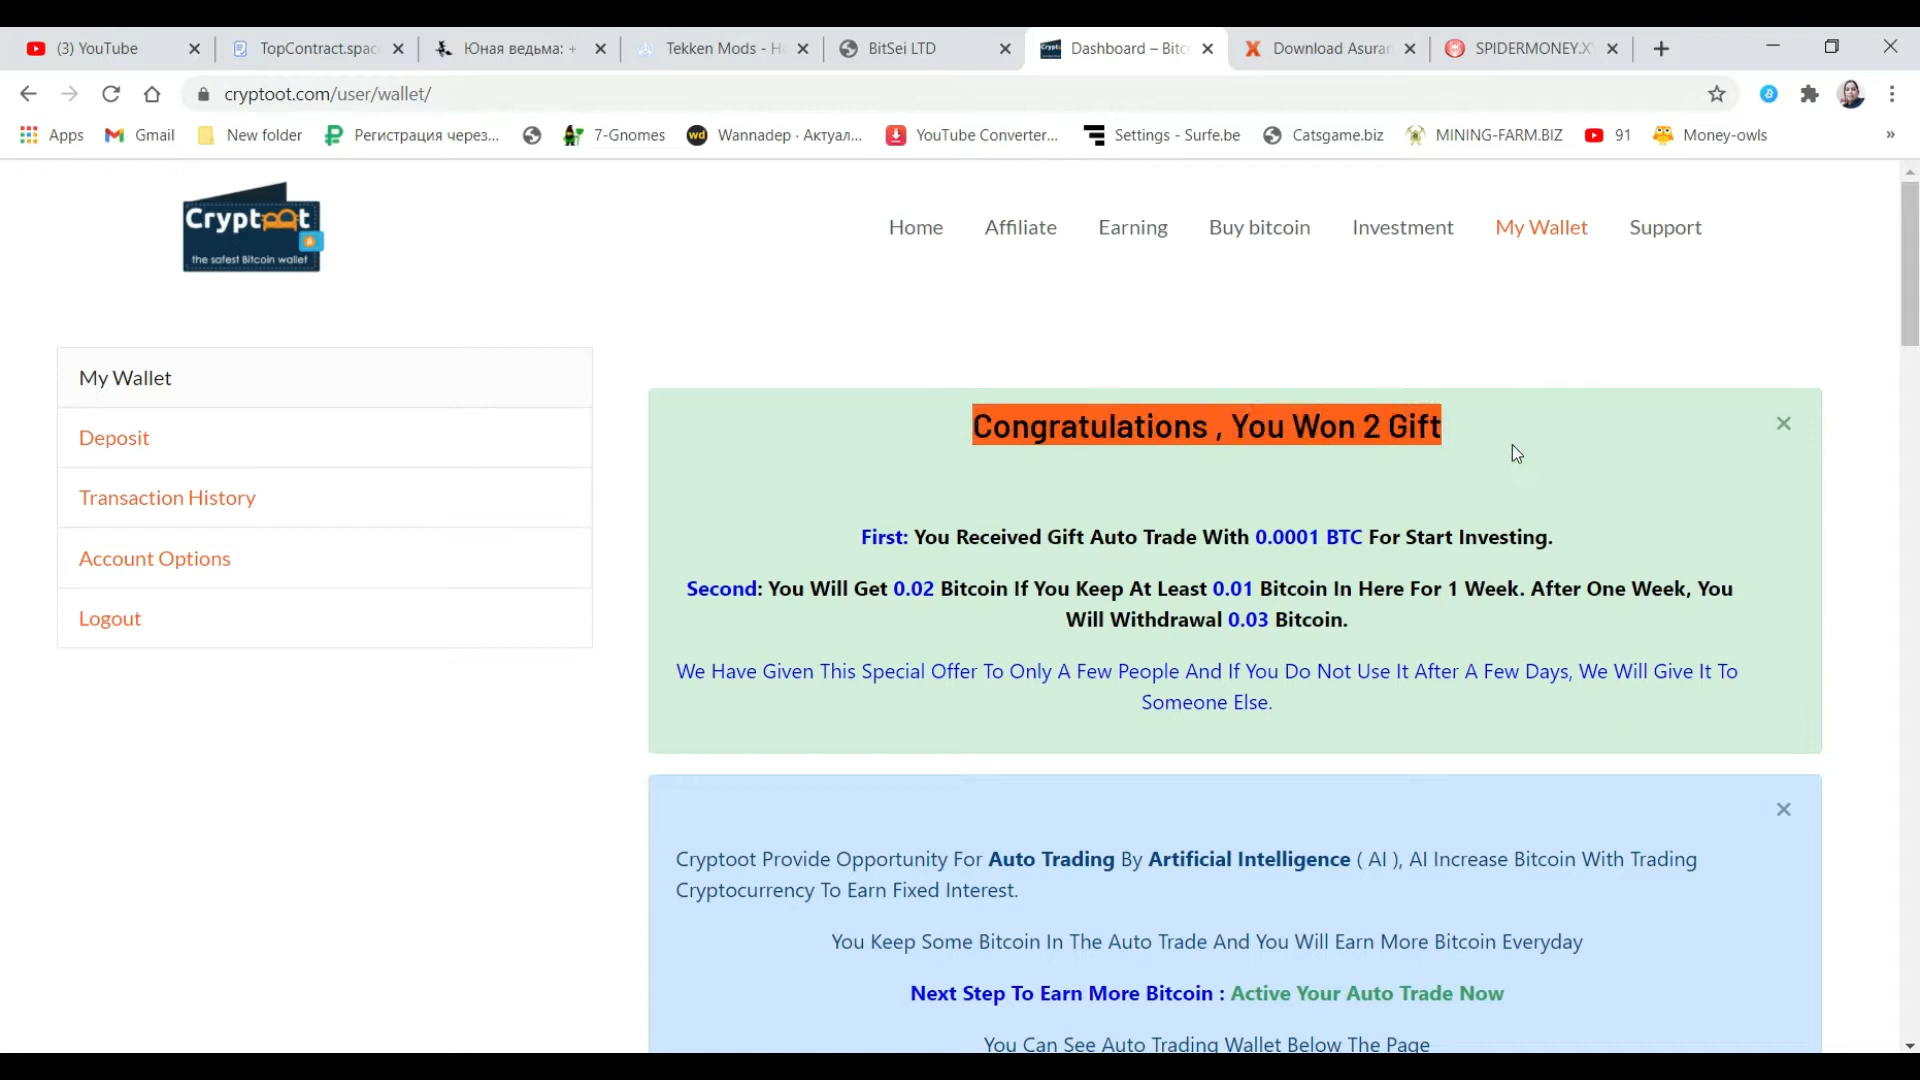 (3) YouTube
TopContract.spac
Юная ведьма: +
Tekken Mods - H
BitSei LTD
Dashboard – Bitc
Download Asuran
SPIDERMONEY.X
cryptoot.com/user/wallet/
Apps
Gmail
New folder
Регистрация через...
7-Gnomes
Wannadep · Актуал...
YouTube Converter...
Settings - Surfe.be
Catsgame.biz
MINING-FARM.BIZ
91
Money-owls
»
Cryptoot
the safest Bitcoin wallet
Home
Affiliate
Earning
Buy bitcoin
Investment
My Wallet
Support
My Wallet
Deposit
Transaction History
Account Options
Logout
Congratulations , You Won 2 Gift
First: You Received Gift Auto Trade With 0.0001 BTC For Start Investing.
Second: You Will Get 0.02 Bitcoin If You Keep At Least 0.01 Bitcoin In Here For 1 Week. After One Week, You
Will Withdrawal 0.03 Bitcoin.
We Have Given This Special Offer To Only A Few People And If You Do Not Use It After A Few Days, We Will Give It To
Someone Else.
Cryptoot Provide Opportunity For Auto Trading By Artificial Intelligence ( AI ), AI Increase Bitcoin With Trading
Cryptocurrency To Earn Fixed Interest.
You Keep Some Bitcoin In The Auto Trade And You Will Earn More Bitcoin Everyday
Next Step To Earn More Bitcoin : Active Your Auto Trade Now
You Can See Auto Trading Wallet Below The Page